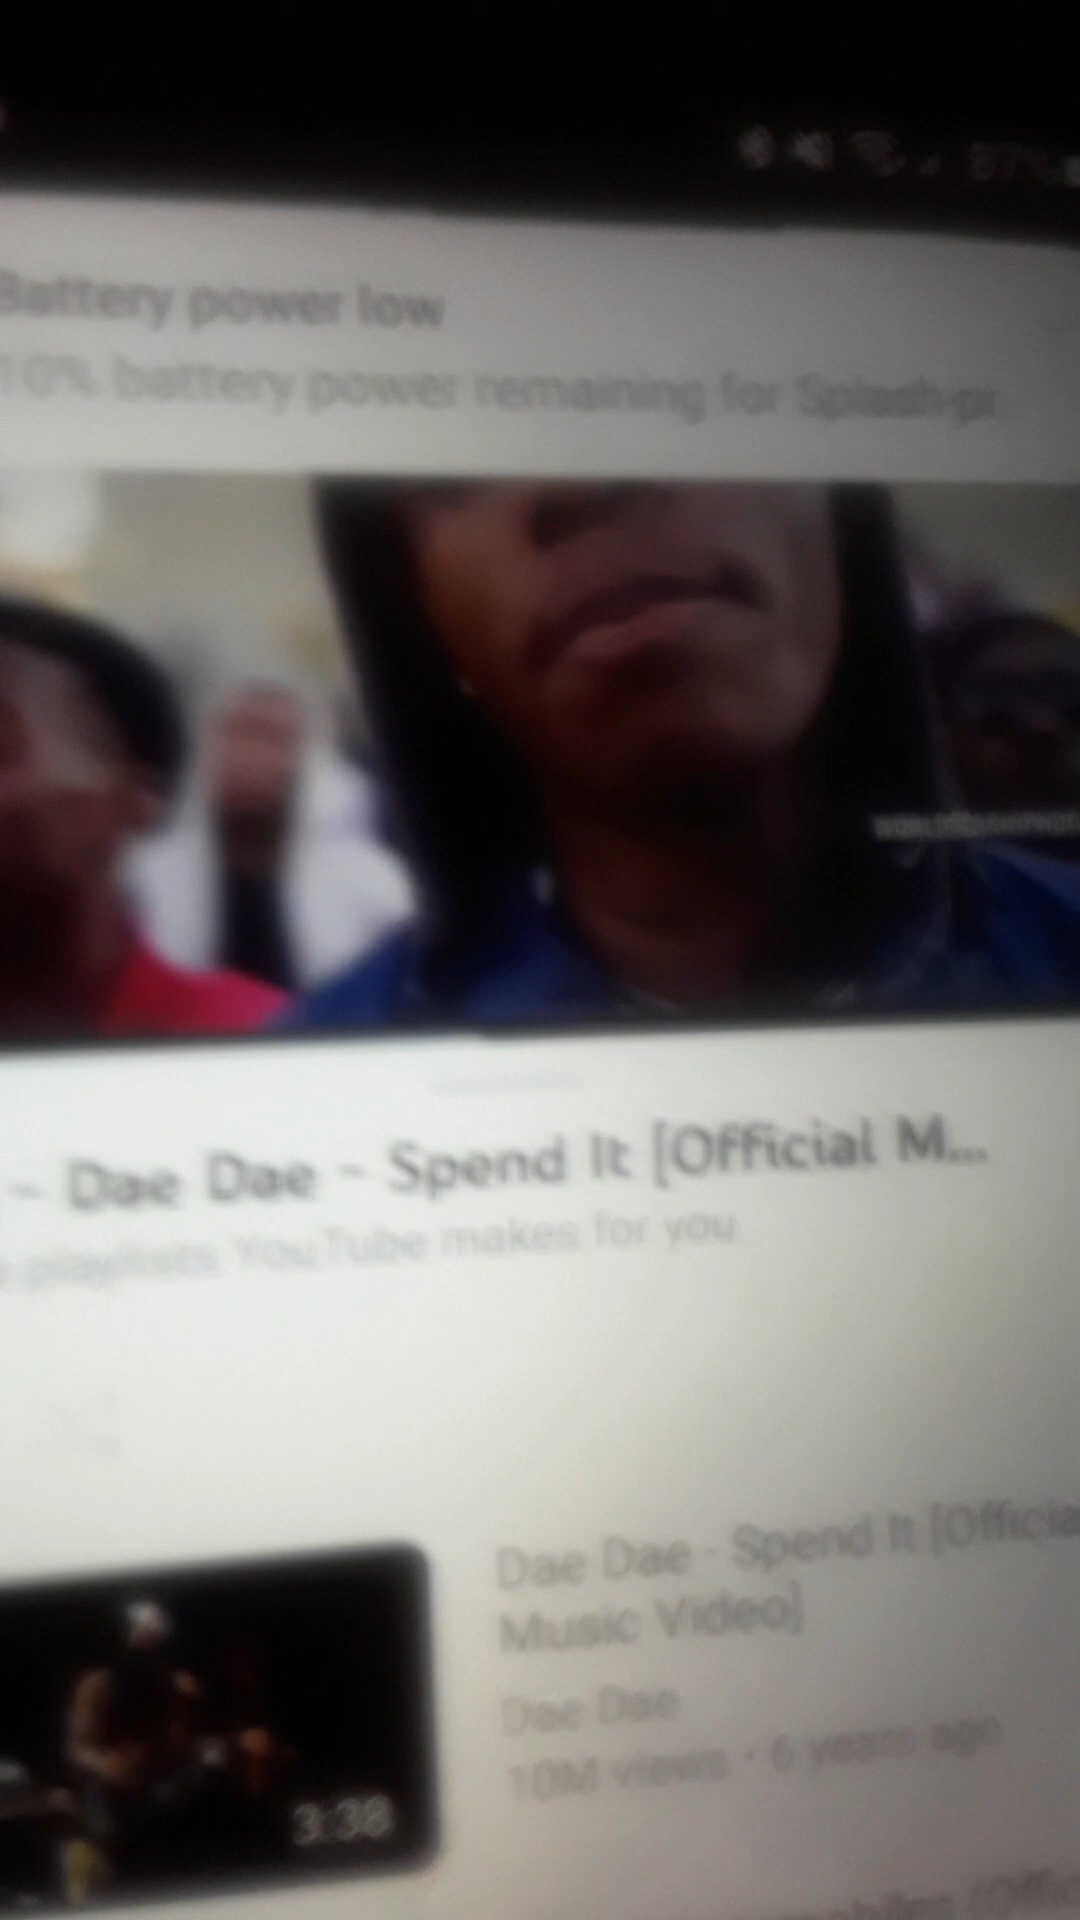 Battery power low
10% battery power remaining for Splash-pr
- Dae Dae - Spend It [Official M...
playlists YouTube makes for you
Dae Dae - Spend It [Officia
Music Video]
Dae Dae
10M views · 6 years ago
3:38